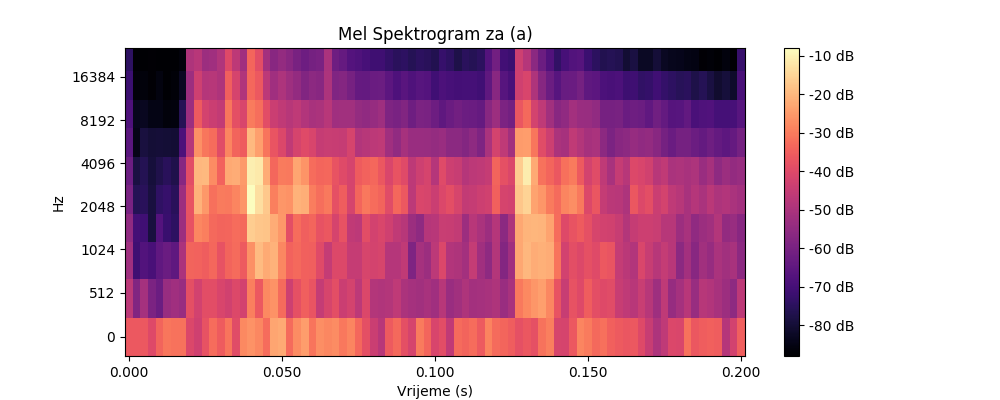 Mel Spektrogram za (a)
Hz
16384
8192
4096
2048
1024
512
0
0.000 0.050 0.100 0.150 0.200
Vrijeme (s)
-10 dB
-20 dB
-30 dB
-40 dB
-50 dB
-60 dB
-70 dB
-80 dB